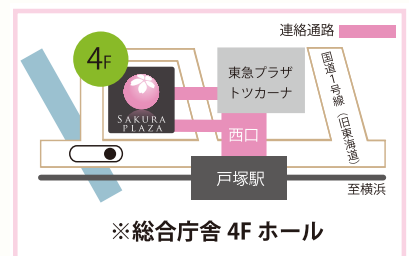 連絡通路
4F
東急プラザ
トツカーナ
国道1号線（旧東海道）
SAKURA
PLAZA
西口
戸塚駅
至横浜
※総合庁舎 4F ホール